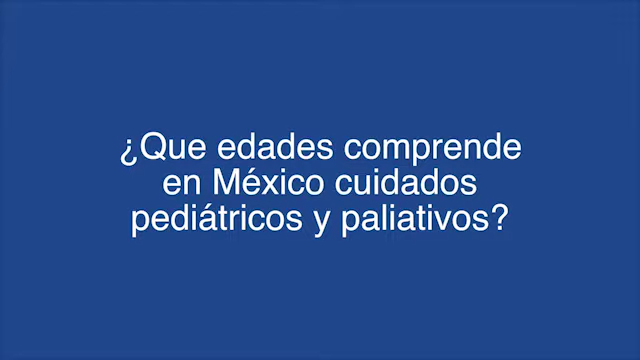 ¿Que edades comprende
en México cuidados
pediátricos y paliativos?